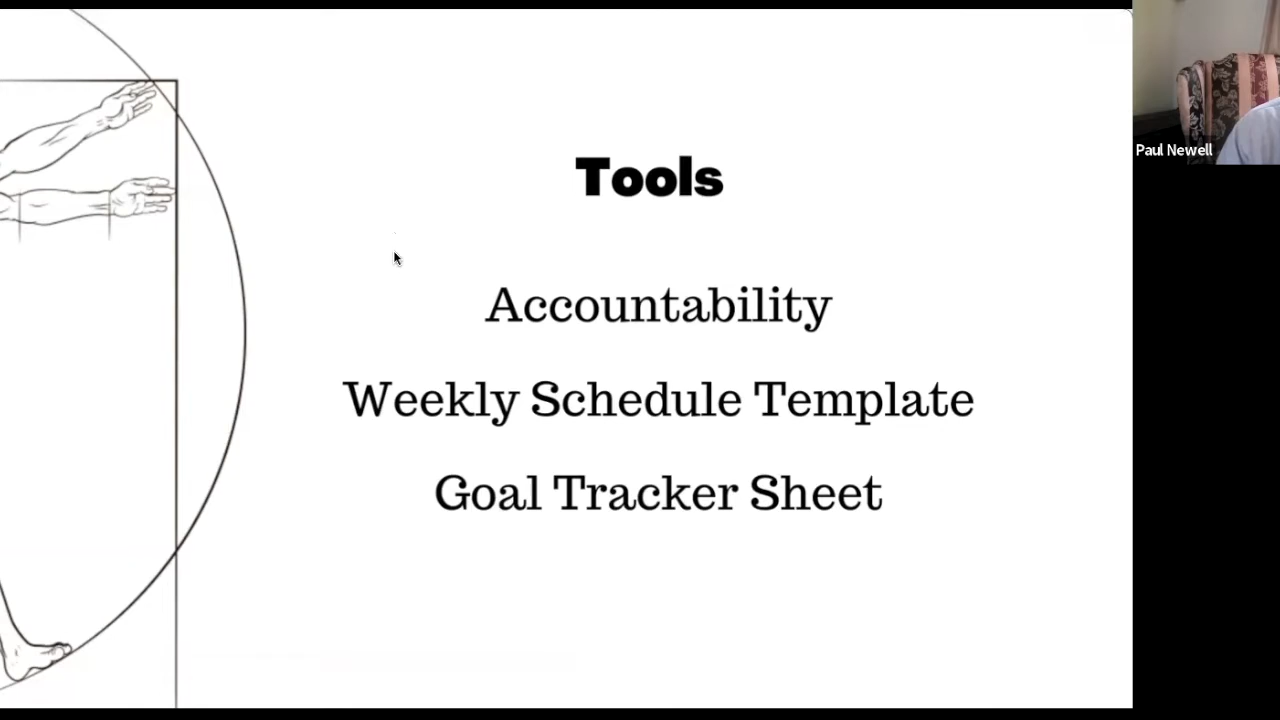 Tools
Accountability
Weekly Schedule Template
Goal Tracker Sheet
Paul Newell